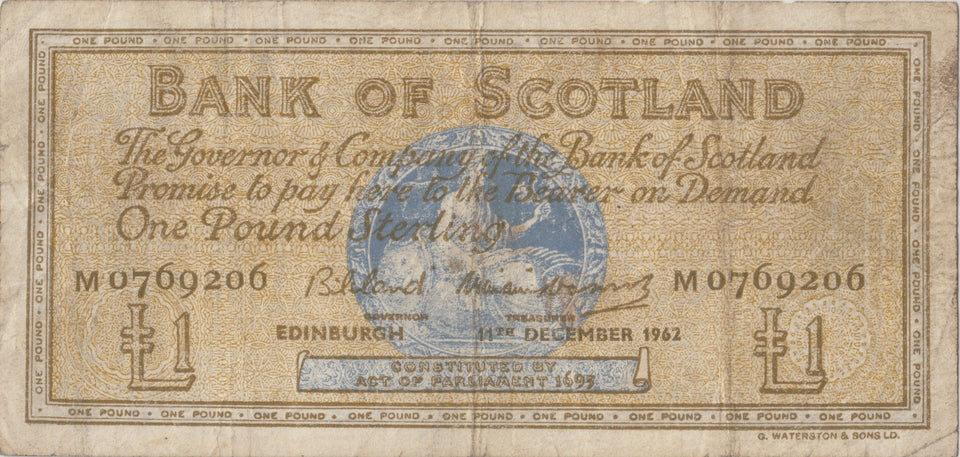 ONE POUND • ONE POUND • ONE POUND • ONE POUND • ONE POUND • ONE POUND • ONE POUND • ONE POUND • ONE POUND
BANK OF SCOTLAND
The Governor & Company of the Bank of Scotland
Promise to pay here to the Bearer on Demand
One Pound Sterling
M 0769206 M 0769206
GOVERNOR TREASURER
EDINBURGH 11TH DECEMBER 1962
£1 £1
CONSTITUTED BY
ACT OF PARLIAMENT 1695
ONE POUND • ONE POUND • ONE POUND • ONE POUND • ONE POUND • ONE POUND • ONE POUND • ONE POUND • ONE POUND
ONE POUND • ONE POUND • ONE POUND • ONE POUND
ONE POUND • ONE POUND • ONE POUND • ONE POUND
G. WATERSTON & SONS LD.